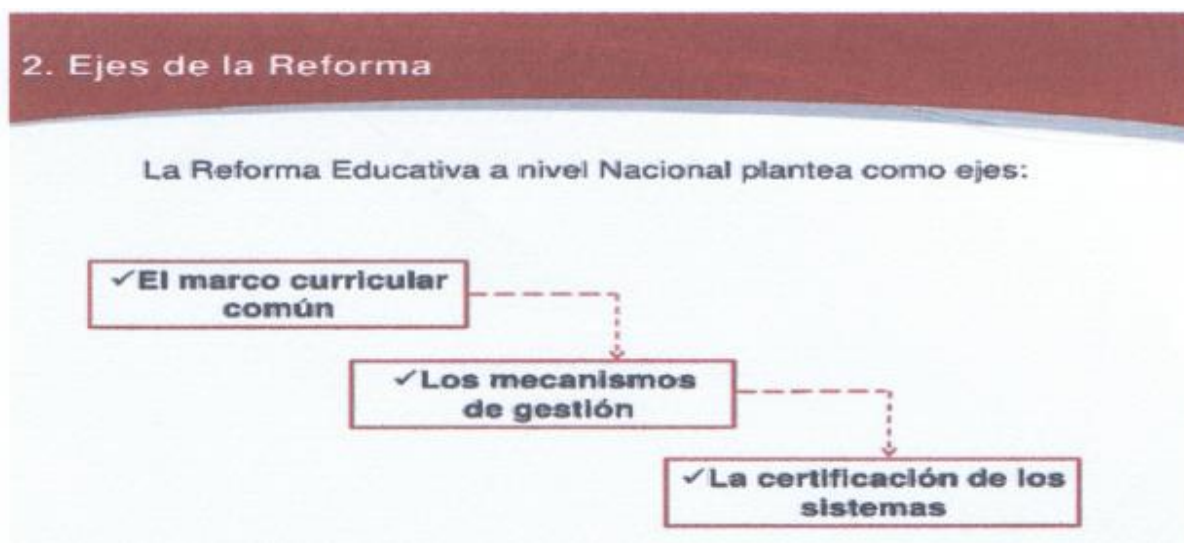 2. Ejes de la Reforma
La Reforma Educativa a nivel Nacional plantea como ejes:
✓El marco curricular
común
✓Los mecanismos
de gestión
✓La certificación de los
sistemas